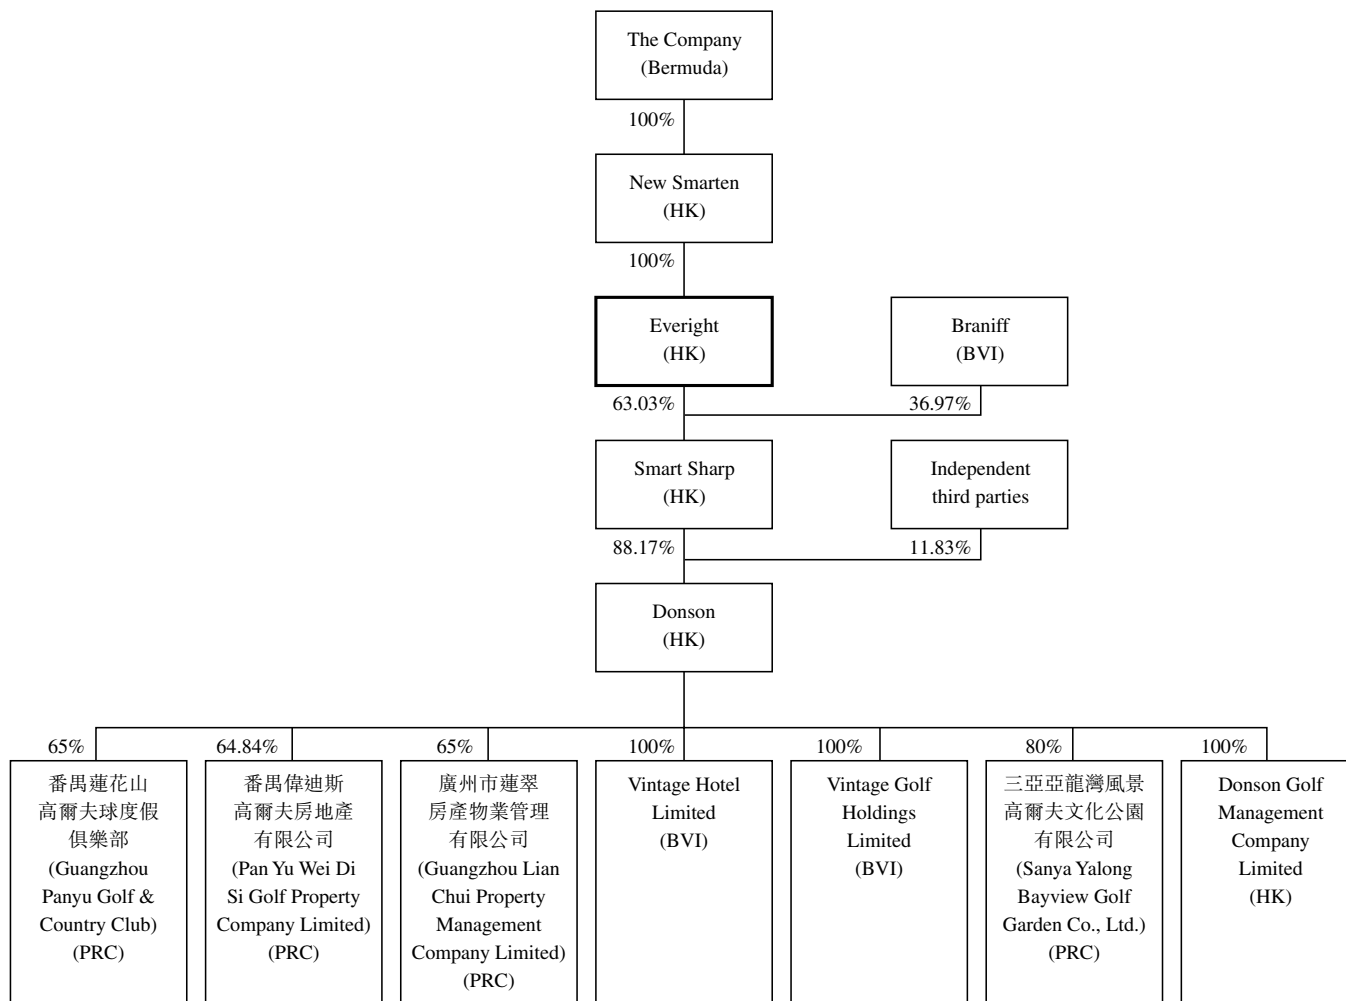 The Company
(Bermuda)
100%
New Smarten
(HK)
100%
Everight
(HK)
Braniff
(BVI)
63.03%
36.97%
Smart Sharp
(HK)
Independent
third parties
88.17%
11.83%
Donson
(HK)
65%
番禺蓮花山
高爾夫球度假
俱樂部
(Guangzhou
Panyu Golf &
Country Club)
(PRC)
64.84%
番禺偉迪斯
高爾夫房地產
有限公司
(Pan Yu Wei Di
Si Golf Property
Company Limited)
(PRC)
65%
廣州市蓮翠
房產物業管理
有限公司
(Guangzhou Lian
Chui Property
Management
Company Limited)
(PRC)
100%
Vintage Hotel
Limited
(BVI)
100%
Vintage Golf
Holdings
Limited
(BVI)
80%
三亞亞龍灣風景
高爾夫文化公園
有限公司
(Sanya Yalong
Bayview Golf
Garden Co., Ltd.)
(PRC)
100%
Donson Golf
Management
Company
Limited
(HK)